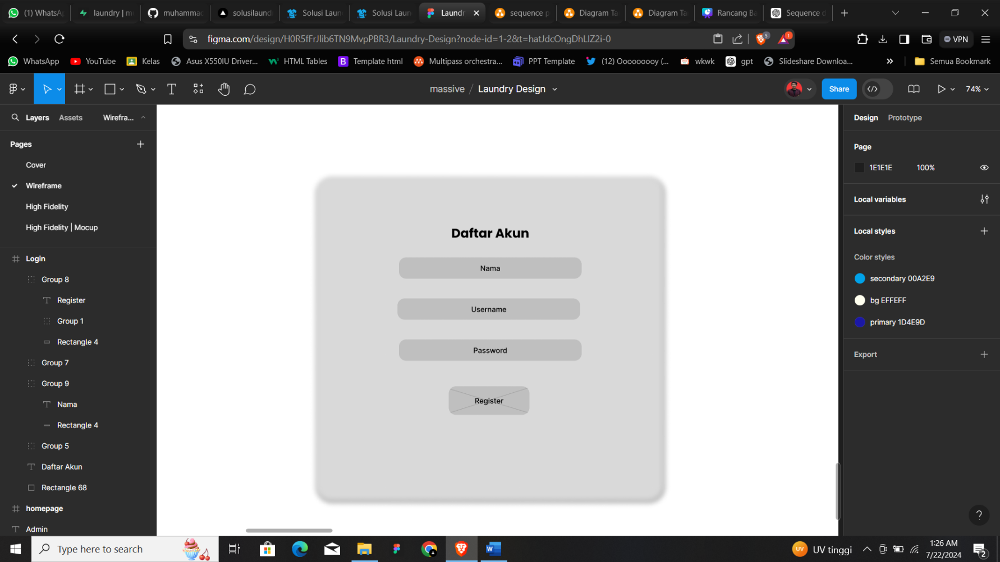 (1) WhatsA
laundry | m
muhammac
solusilaund
Solusi Laun
Solusi Laun
Laundr
sequence p
Diagram Ta
Diagram Ta
Rancang Ba
Sequence d
figma.com/design/H0R5fFrJlib6TN9MvpPBR3/Laundry-Design?node-id=1-2&t=hatJdcOngDhLIZ2i-0
5
1
VPN
WhatsApp
YouTube
Kelas
Asus X550IU Driver...
HTML Tables
Template html
Multipass orchestra...
PPT Template
(12) Oooooooy (...
wkwk
gpt
Slideshare Downloa...
Semua Bookmark
massive / Laundry Design
Share
74%
Layers
Assets
Wirefra...
Design
Prototype
Pages
Cover
Wireframe
High Fidelity
High Fidelity | Mocup
Login
Group 8
Register
Group 1
Rectangle 4
Group 7
Group 9
Nama
Rectangle 4
Group 5
Daftar Akun
Rectangle 68
homepage
Admin
Daftar Akun
Nama
Username
Password
Register
Page
1E1E1E
100%
Local variables
Local styles
Color styles
secondary 00A2E9
bg EFFEFF
primary 1D4E9D
Export
?
Type here to search
UV
UV tinggi
1:26 AM
7/22/2024
2